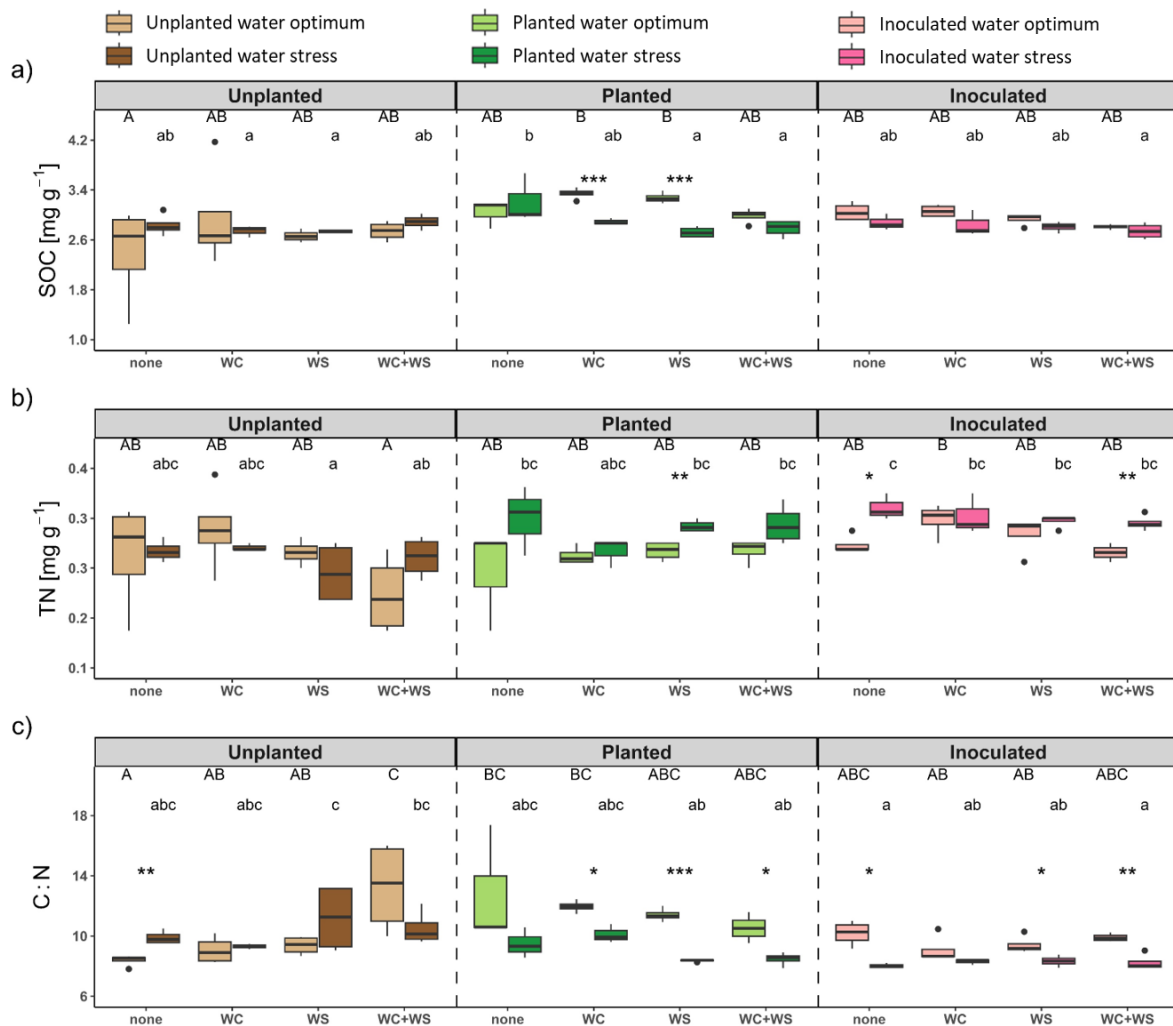 Unplanted water optimum Planted water optimum Inoculated water optimum
Unplanted water stress Planted water stress Inoculated water stress
a)
Unplanted Planted Inoculated
A AB AB AB AB B B AB AB AB AB AB
ab a a ab b ab a a ab ab ab a
4.2
*** ***
3.4
2.6
1.8
1.0
SOC [mg g⁻¹]
none WC WS WC+WS none WC WS WC+WS none WC WS WC+WS
b)
Unplanted Planted Inoculated
AB AB AB A AB AB AB AB AB B AB AB
abc abc a ab bc abc bc bc c bc bc bc
0.4
** * **
0.3
0.3
0.2
0.1
TN [mg g⁻¹]
none WC WS WC+WS none WC WS WC+WS none WC WS WC+WS
c)
Unplanted Planted Inoculated
A AB AB C BC BC ABC ABC ABC AB AB ABC
abc abc c bc abc abc ab ab a ab ab a
18
** * *** * * * **
14
10
6
C:N
none WC WS WC+WS none WC WS WC+WS none WC WS WC+WS